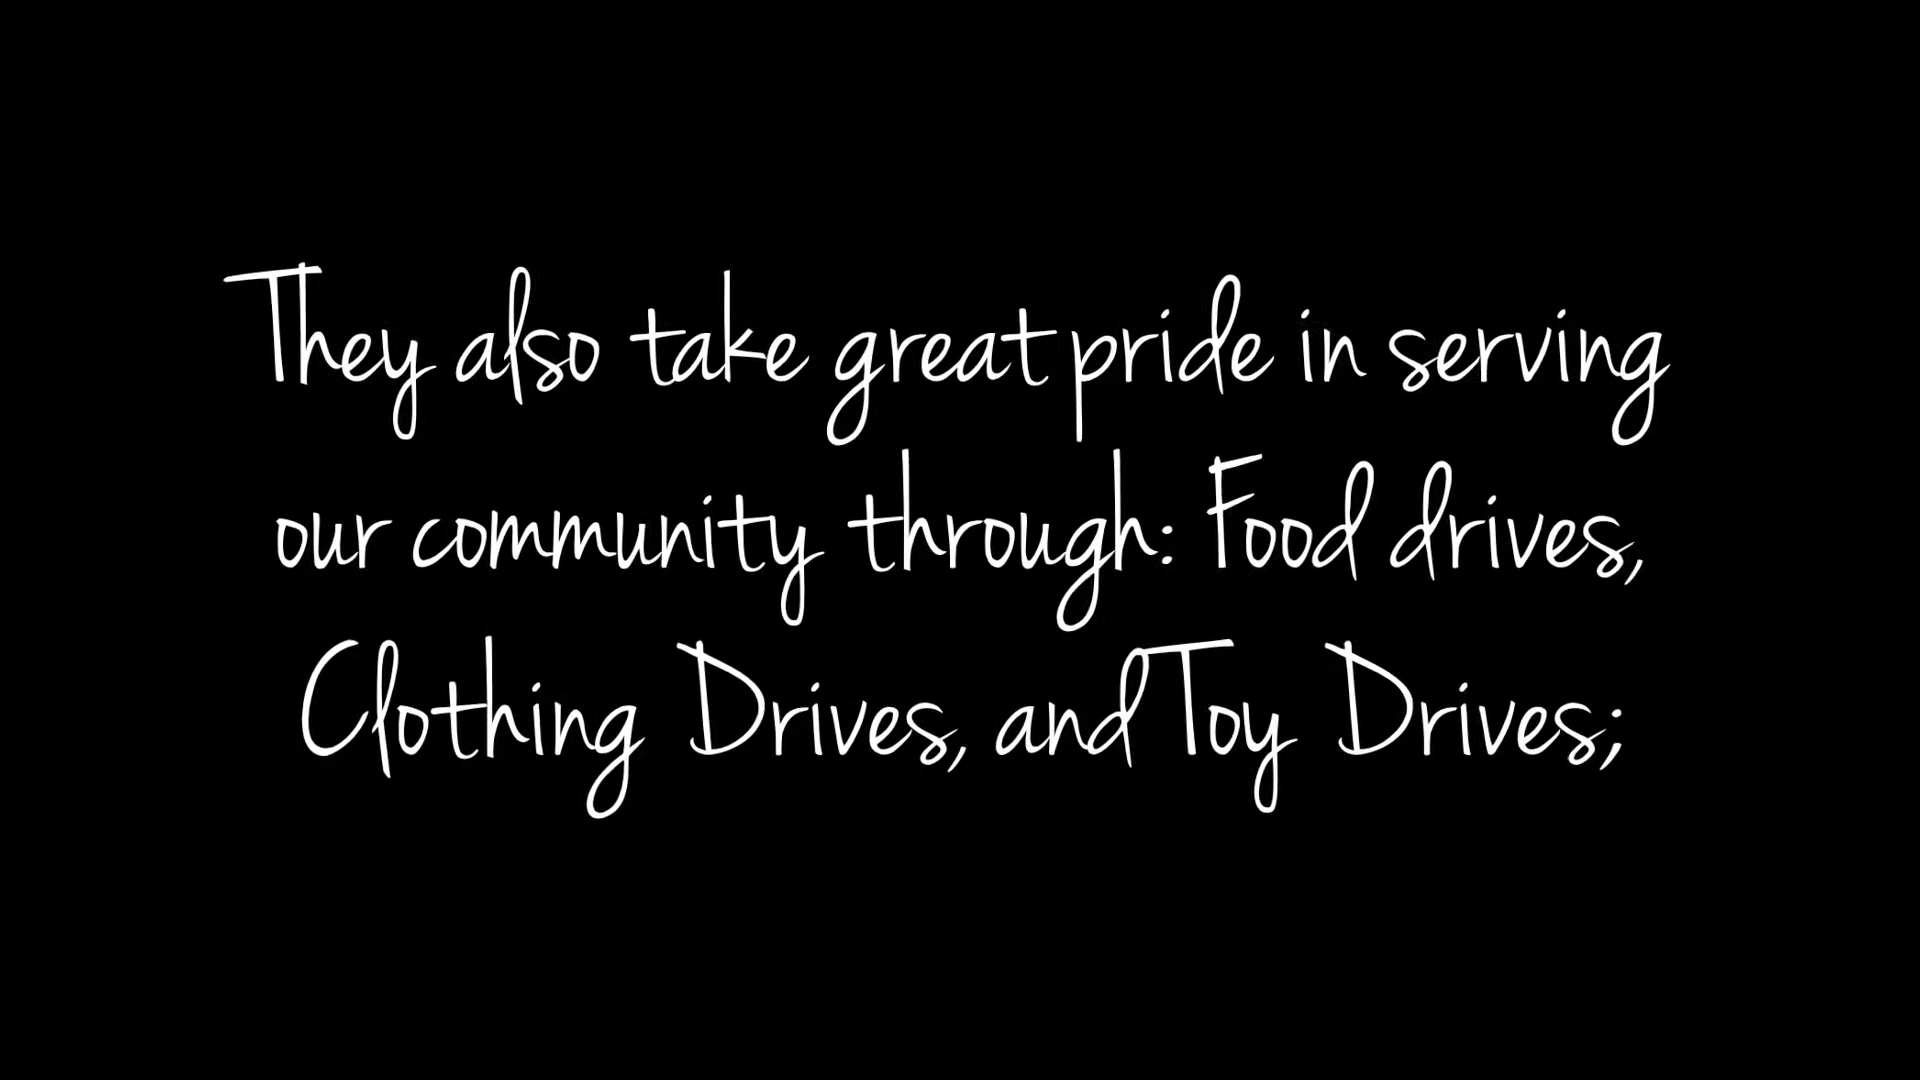 They also take great pride in serving
our community through: Food drives,
Clothing Drives, and Toy Drives;